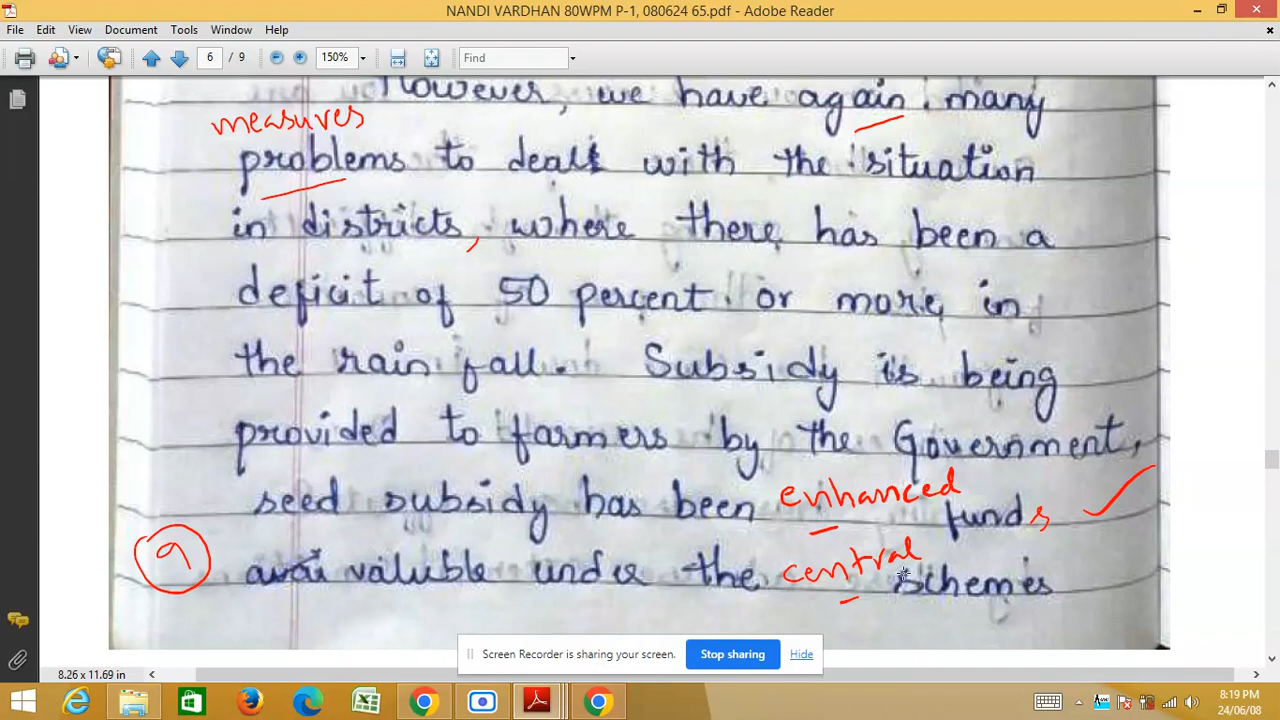 NANDI VARDHAN 80WPM P-1, 080624 65.pdf - Adobe Reader
File Edit View Document Tools Window Help
6 / 9 150% Find
However, we have again many
measures
problems to deal with the situation
in districts, where there has been a
deficit of 50 percent or more in
the rain fall. Subsidy is being
provided to farmers by the Government,
enhanced
seed subsidy has been funds
central
9 valuble under the schemes
Screen Recorder is sharing your screen. Stop sharing Hide
8.26 x 11.69 in
8:19 PM
24/06/08